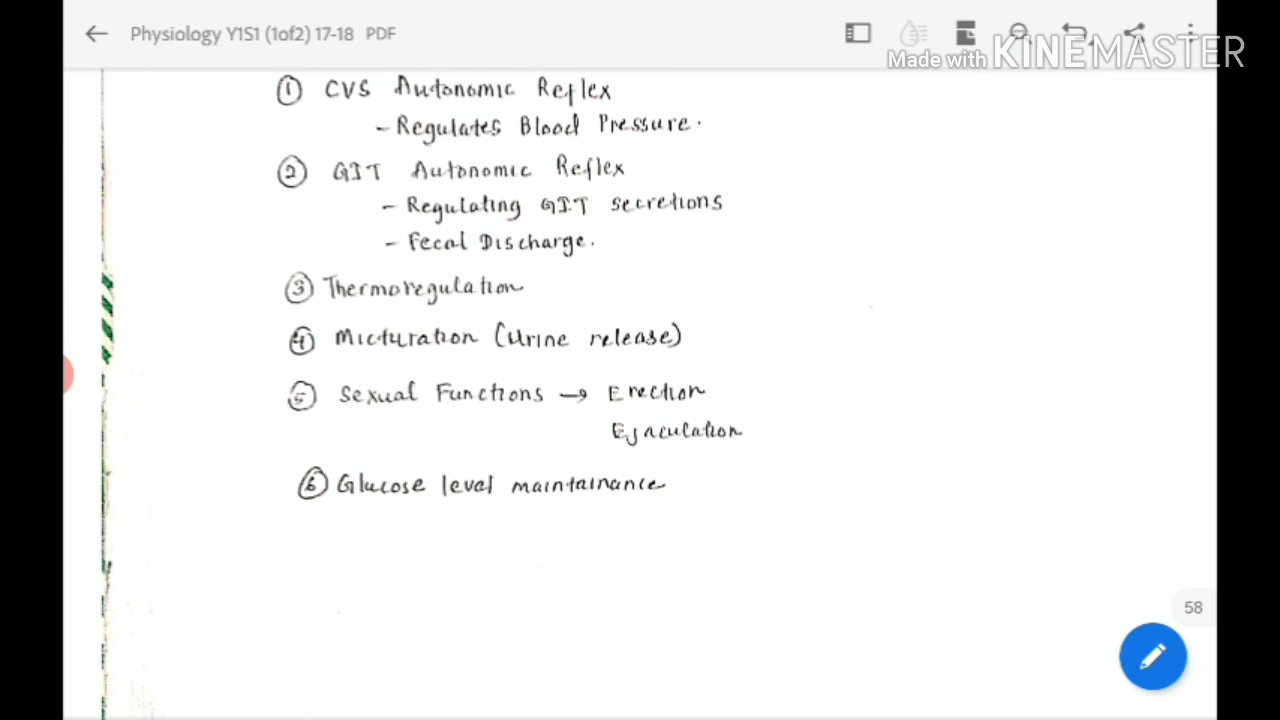 Physiology Y1S1 (1of2) 17-18 PDF
Made with KINEMASTER
① CVS Autonomic Reflex
- Regulates Blood Pressure.
② GIT Autonomic Reflex
- Regulating GIT secretions
- Fecal Discharge.
③ Thermoregulation
④ Micturation (Urine release)
⑤ Sexual Functions → Erection
Ejaculation
⑥ Glucose level maintainance
58